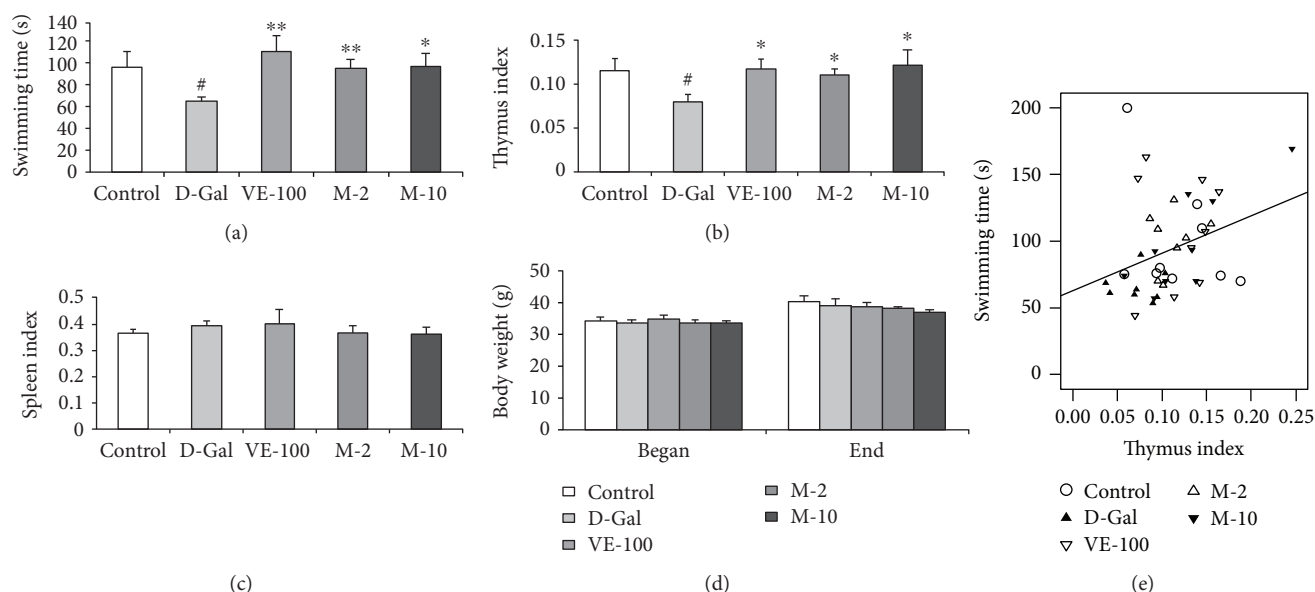 Swimming time (s)
140
120
100
80
60
40
20
0
#
**
**
*
Control D-Gal VE-100 M-2 M-10
(a)
Thymus index
0.15
0.10
0.05
0
#
*
*
*
Control D-Gal VE-100 M-2 M-10
(b)
Spleen index
0.5
0.4
0.3
0.2
0.1
0
Control D-Gal VE-100 M-2 M-10
(c)
Body weight (g)
50
40
30
20
10
0
Began End
Control
D-Gal
VE-100
M-2
M-10
(d)
Swimming time (s)
200
150
100
50
0
0.00 0.05 0.10 0.15 0.20 0.25
Thymus index
Control
D-Gal
VE-100
M-2
M-10
(e)